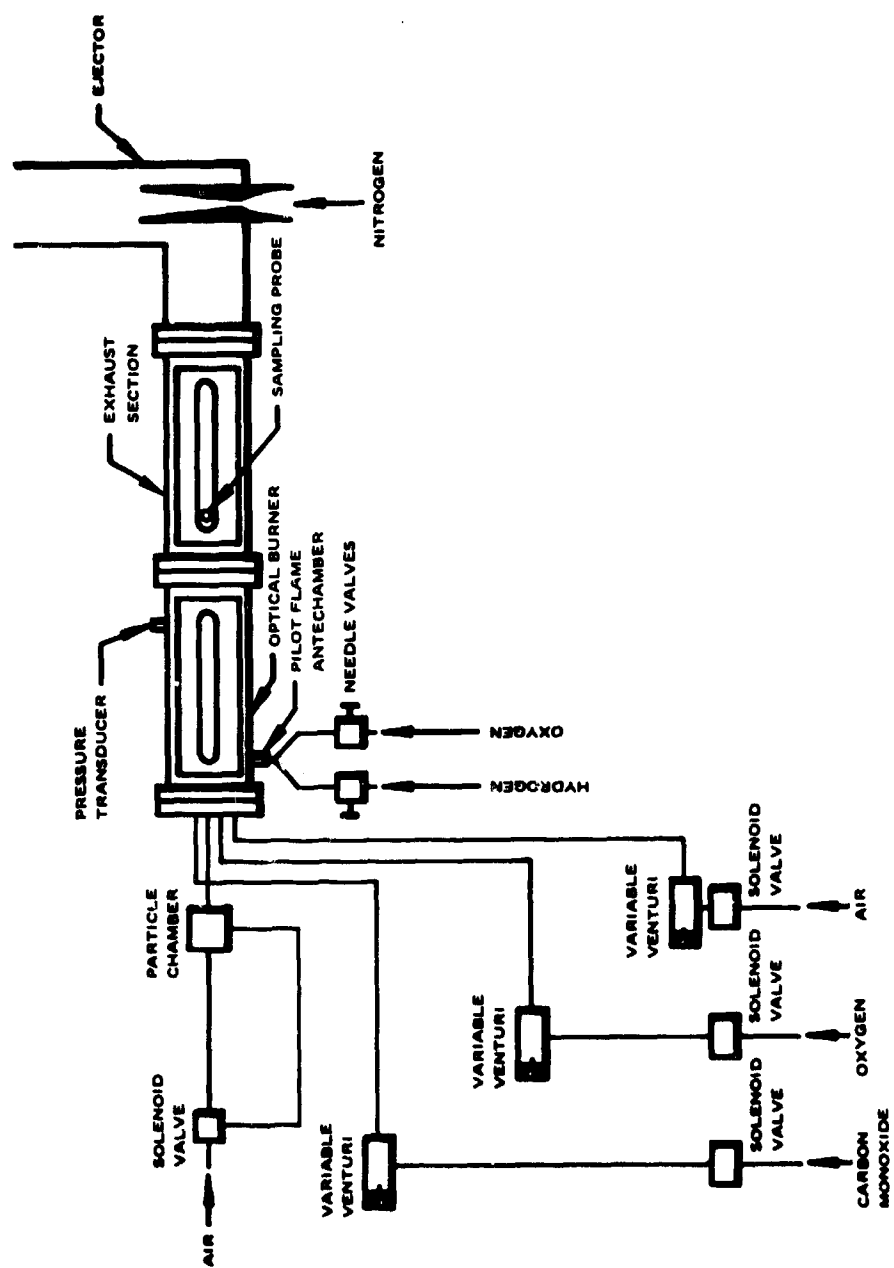 EJECTOR
NITROGEN
EXHAUST
SECTION
SAMPLING PROBE
PRESSURE
TRANSDUCER
OPTICAL BURNER
PILOT FLAME
ANTECHAMBER
NEEDLE VALVES
OXYGEN
HYDROGEN
PARTICLE
CHAMBER
SOLENOID
VALVE
AIR
VARIABLE
VENTURI
SOLENOID
VALVE
AIR
VARIABLE
VENTURI
SOLENOID
VALVE
OXYGEN
VARIABLE
VENTURI
SOLENOID
VALVE
CARBON
MONOXIDE